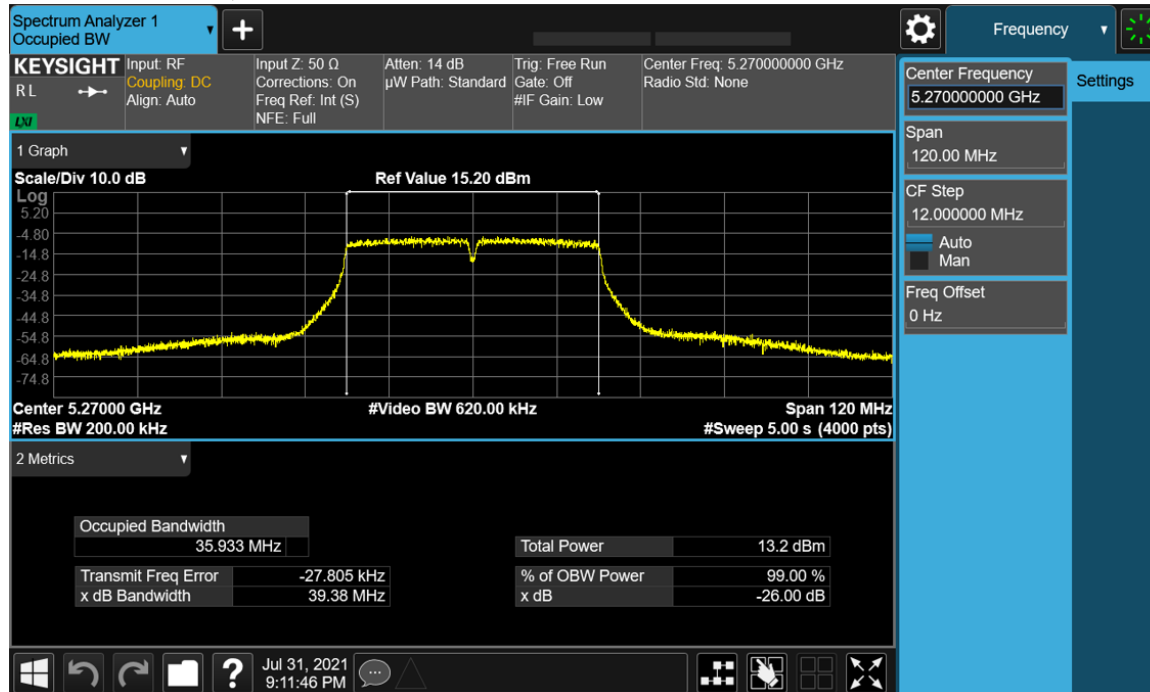 Spectrum Analyzer 1
Occupied BW
Frequency
KEYSIGHT
R L
LXI
Input: RF
Coupling: DC
Align: Auto
Input Z: 50 Ω
Corrections: On
Freq Ref: Int (S)
NFE: Full
Atten: 14 dB
µW Path: Standard
Trig: Free Run
Gate: Off
#IF Gain: Low
Center Freq: 5.270000000 GHz
Radio Std: None
1 Graph
Scale/Div 10.0 dB
Ref Value 15.20 dBm
Log
5.20
-4.80
-14.8
-24.8
-34.8
-44.8
-54.8
-64.8
-74.8
Center 5.27000 GHz
#Video BW 620.00 kHz
Span 120 MHz
#Res BW 200.00 kHz
#Sweep 5.00 s (4000 pts)
2 Metrics
Occupied Bandwidth
35.933 MHz
Total Power 13.2 dBm
Transmit Freq Error -27.805 kHz
% of OBW Power 99.00 %
x dB Bandwidth 39.38 MHz
x dB -26.00 dB
Jul 31, 2021
9:11:46 PM
Center Frequency
5.270000000 GHz
Settings
Span
120.00 MHz
CF Step
12.000000 MHz
Auto
Man
Freq Offset
0 Hz